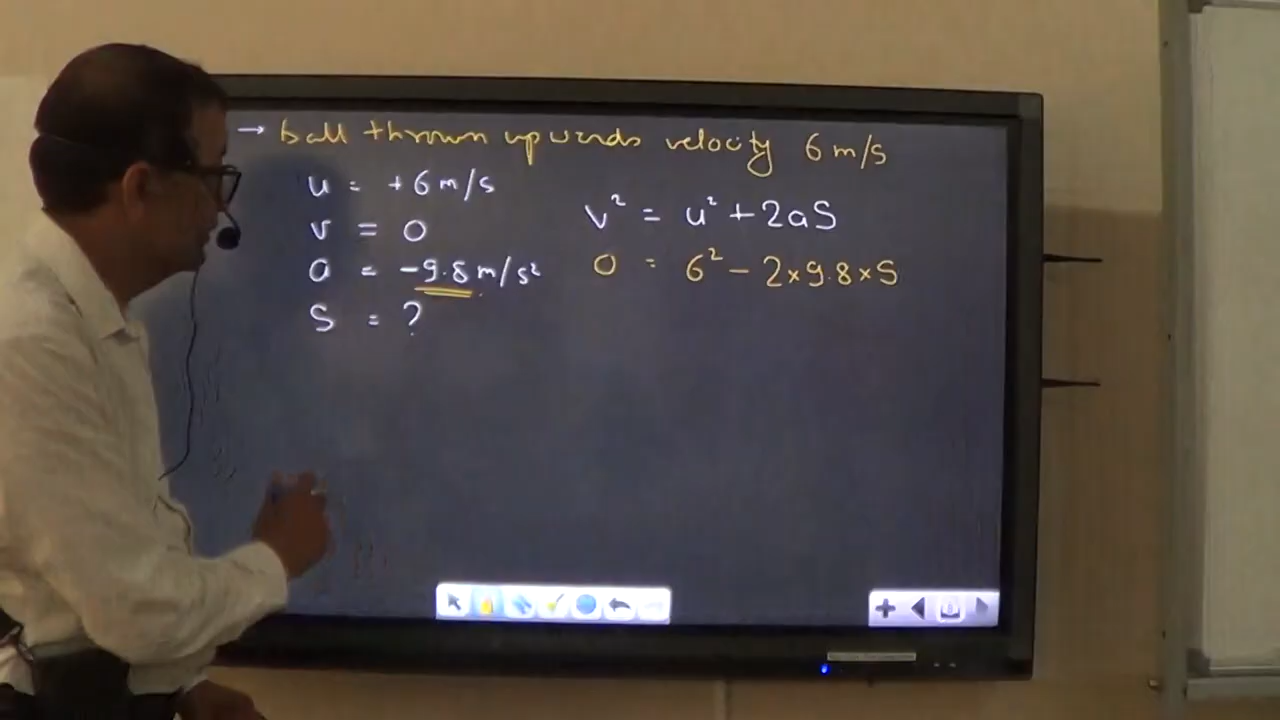 → ball thrown upwards velocity 6 m/s
u = +6 m/s
v = 0
a = -9.8 m/s²
S = ?
v² = u² + 2aS
0 = 6² - 2×9.8×S